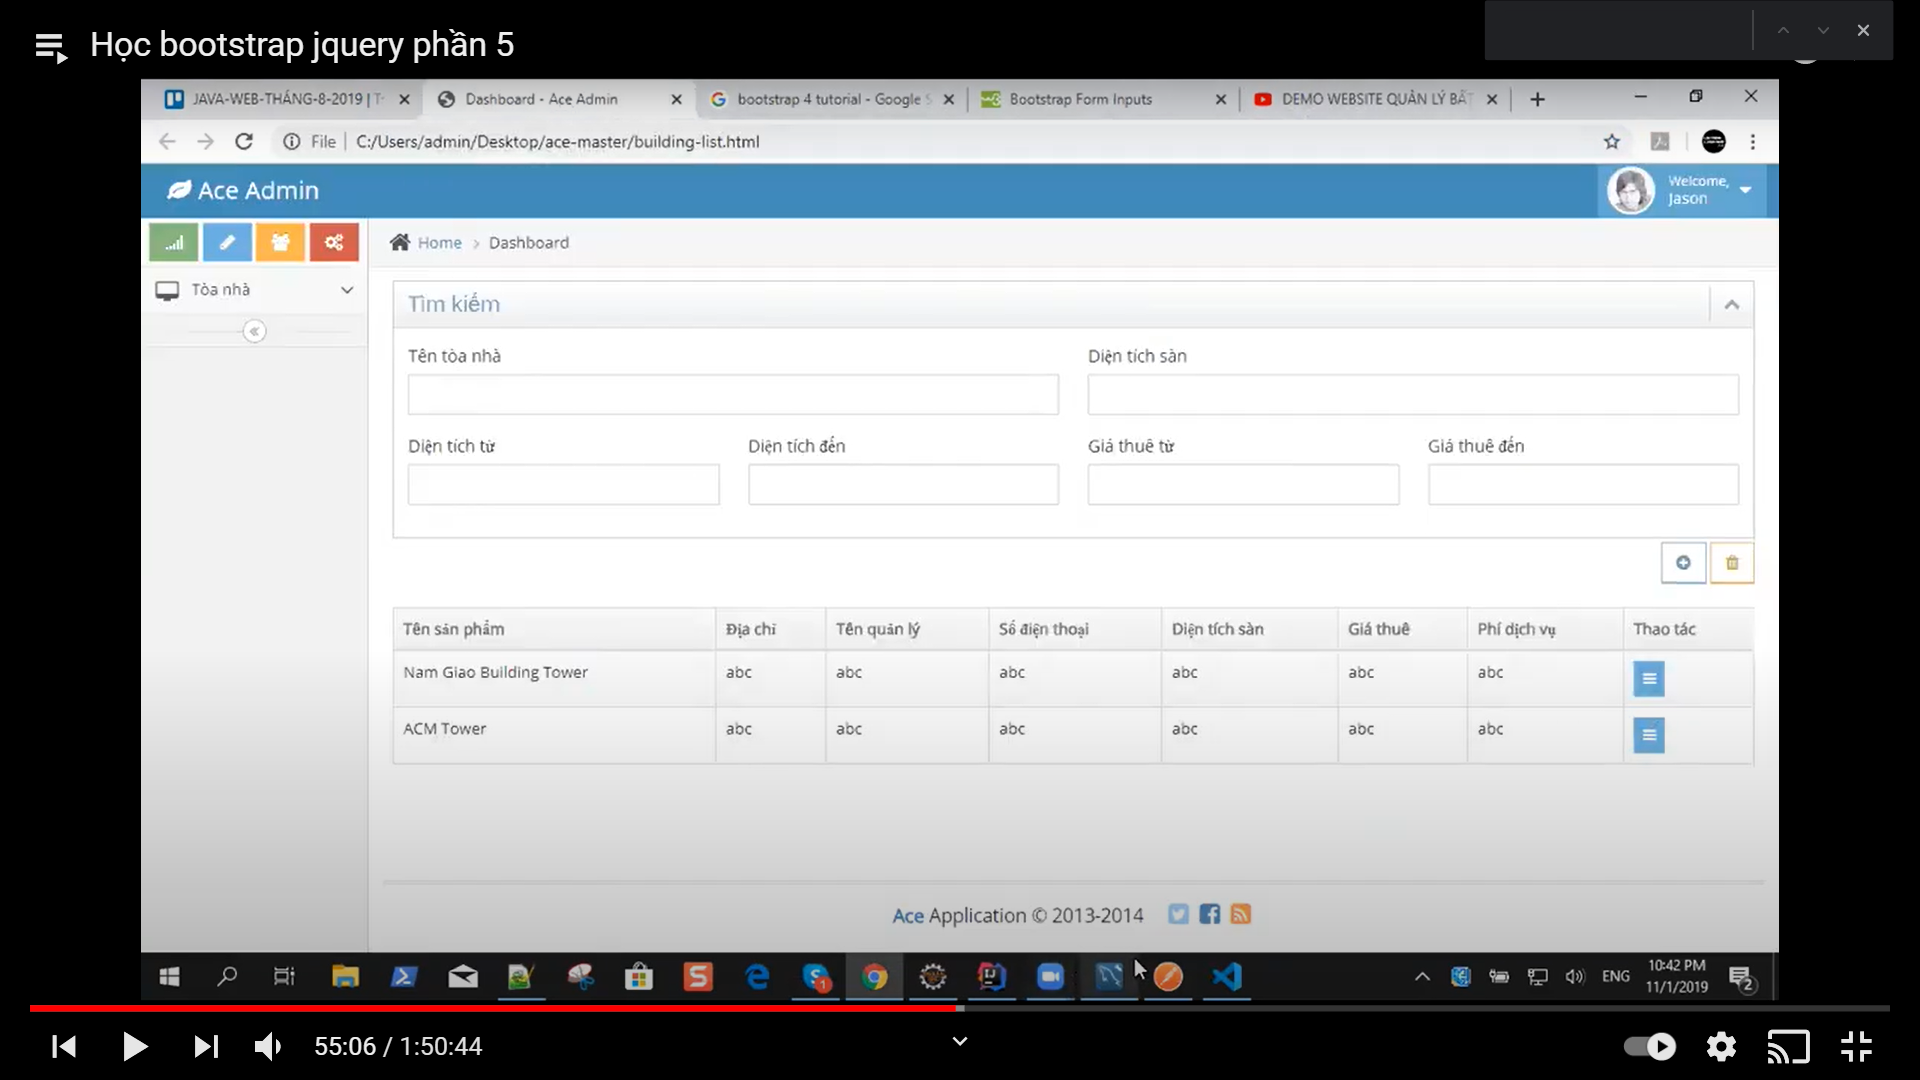 Học bootstrap jquery phần 5
JAVA-WEB-THÁNG-8-2019 | T
Dashboard - Ace Admin
bootstrap 4 tutorial - Google S
Bootstrap Form Inputs
DEMO WEBSITE QUẢN LÝ BẤT
File
C:/Users/admin/Desktop/ace-master/building-list.html
Ace Admin
Welcome,
Jason
Home
Dashboard
Tòa nhà
Tìm kiếm
Tên tòa nhà
Diện tích sàn
Diện tích từ
Diện tích đến
Giá thuê từ
Giá thuê đến
Tên sản phẩm Địa chỉ Tên quản lý Số điện thoại Diện tích sàn Giá thuê Phí dịch vụ Thao tác
Nam Giao Building Tower abc abc abc abc abc abc
ACM Tower abc abc abc abc abc abc
Ace Application © 2013-2014
ENG
10:42 PM
11/1/2019
2
55:06 / 1:50:44